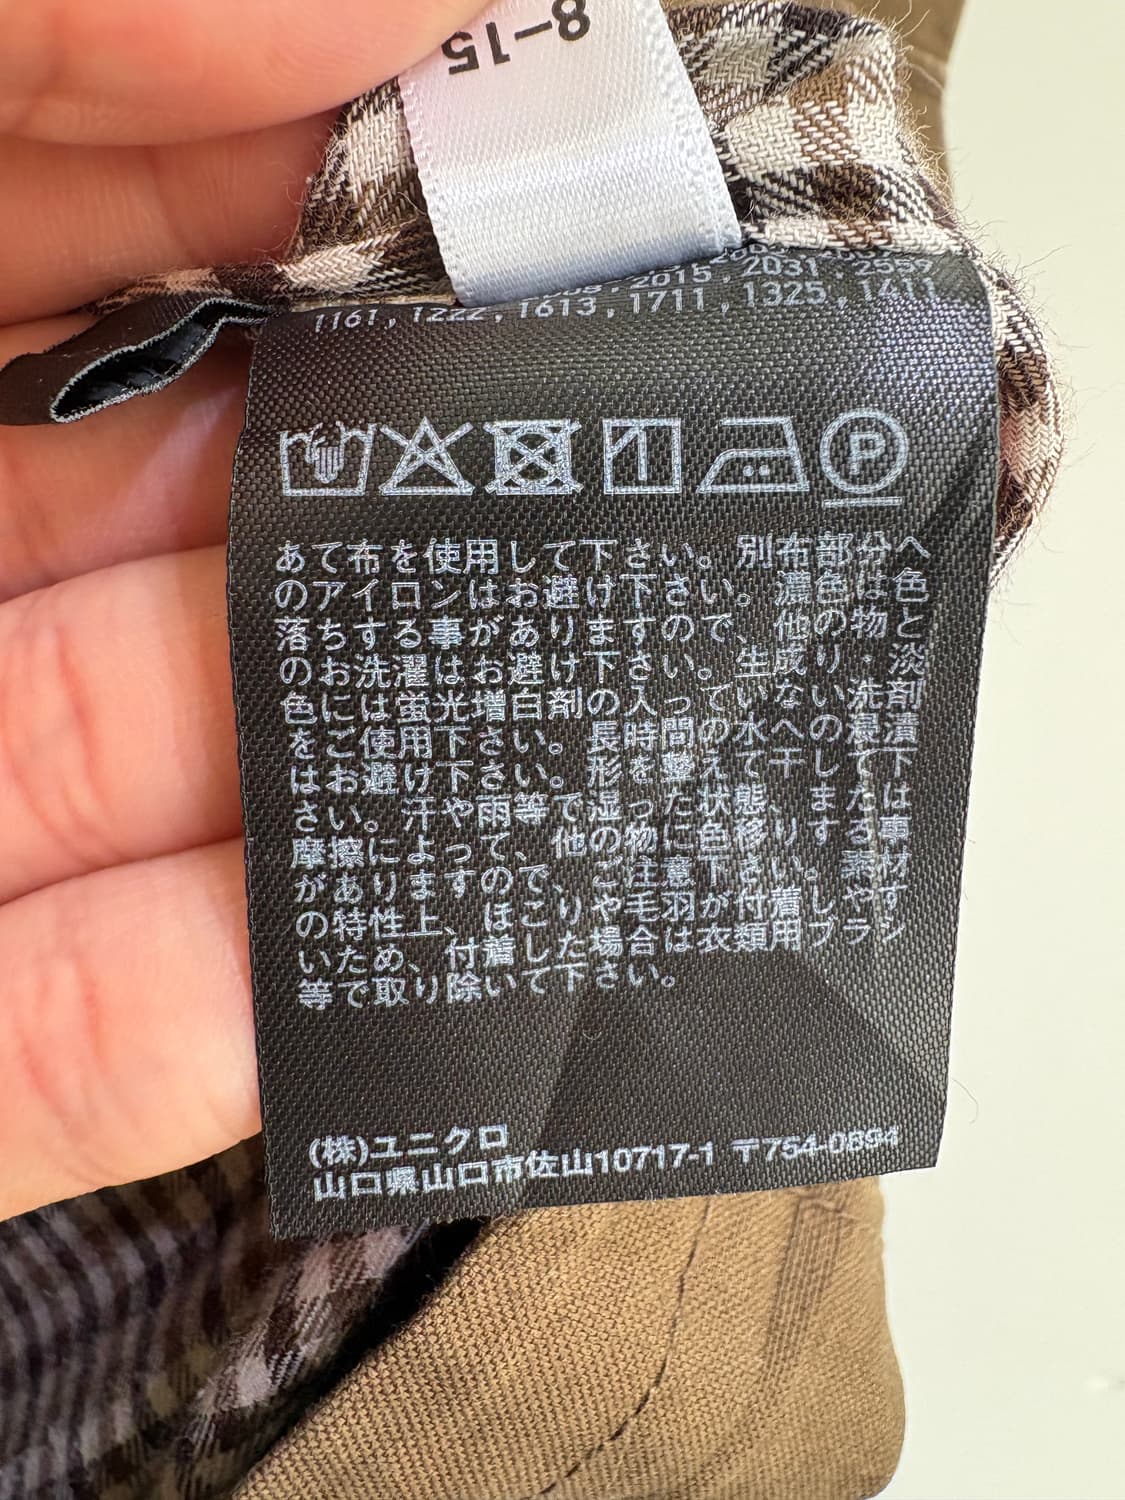 8-15
2015, 2031, 2559
1161, 1222, 1613, 1711, 1325, 1411
P
あて布を使用して下さい。別布部分へ
のアイロンはお避け下さい。濃色は色
落ちする事がありますので、他の物と
のお洗濯はお避け下さい。生成り・淡
色には蛍光増白剤の入っていない洗剤
をご使用下さい。長時間の水への浸漬
はお避け下さい。形を整えて干して下
さい。汗や雨等で湿った状態、または
摩擦によって、他の物に色移りする事
がありますので、ご注意下さい。素材
の特性上、ほこりや毛羽が付着しやす
いため、付着した場合は衣類用ブラシ
等で取り除いて下さい。
(株)ユニクロ
山口県山口市佐山10717-1 〒754-0894